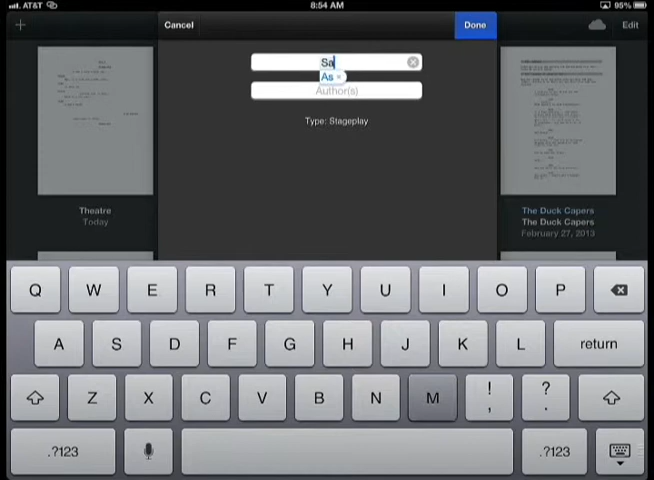 AT&T 8:54 AM 95%
+ Cancel Done Edit
Sa
As ×
Author(s)
Type: Stageplay
Theatre
Today
The Duck Capers
The Duck Capers
February 27, 2013
Q W E R T Y U I O P
A S D F G H J K L return
Z X C V B N M ! , ? .
.?123 .?123